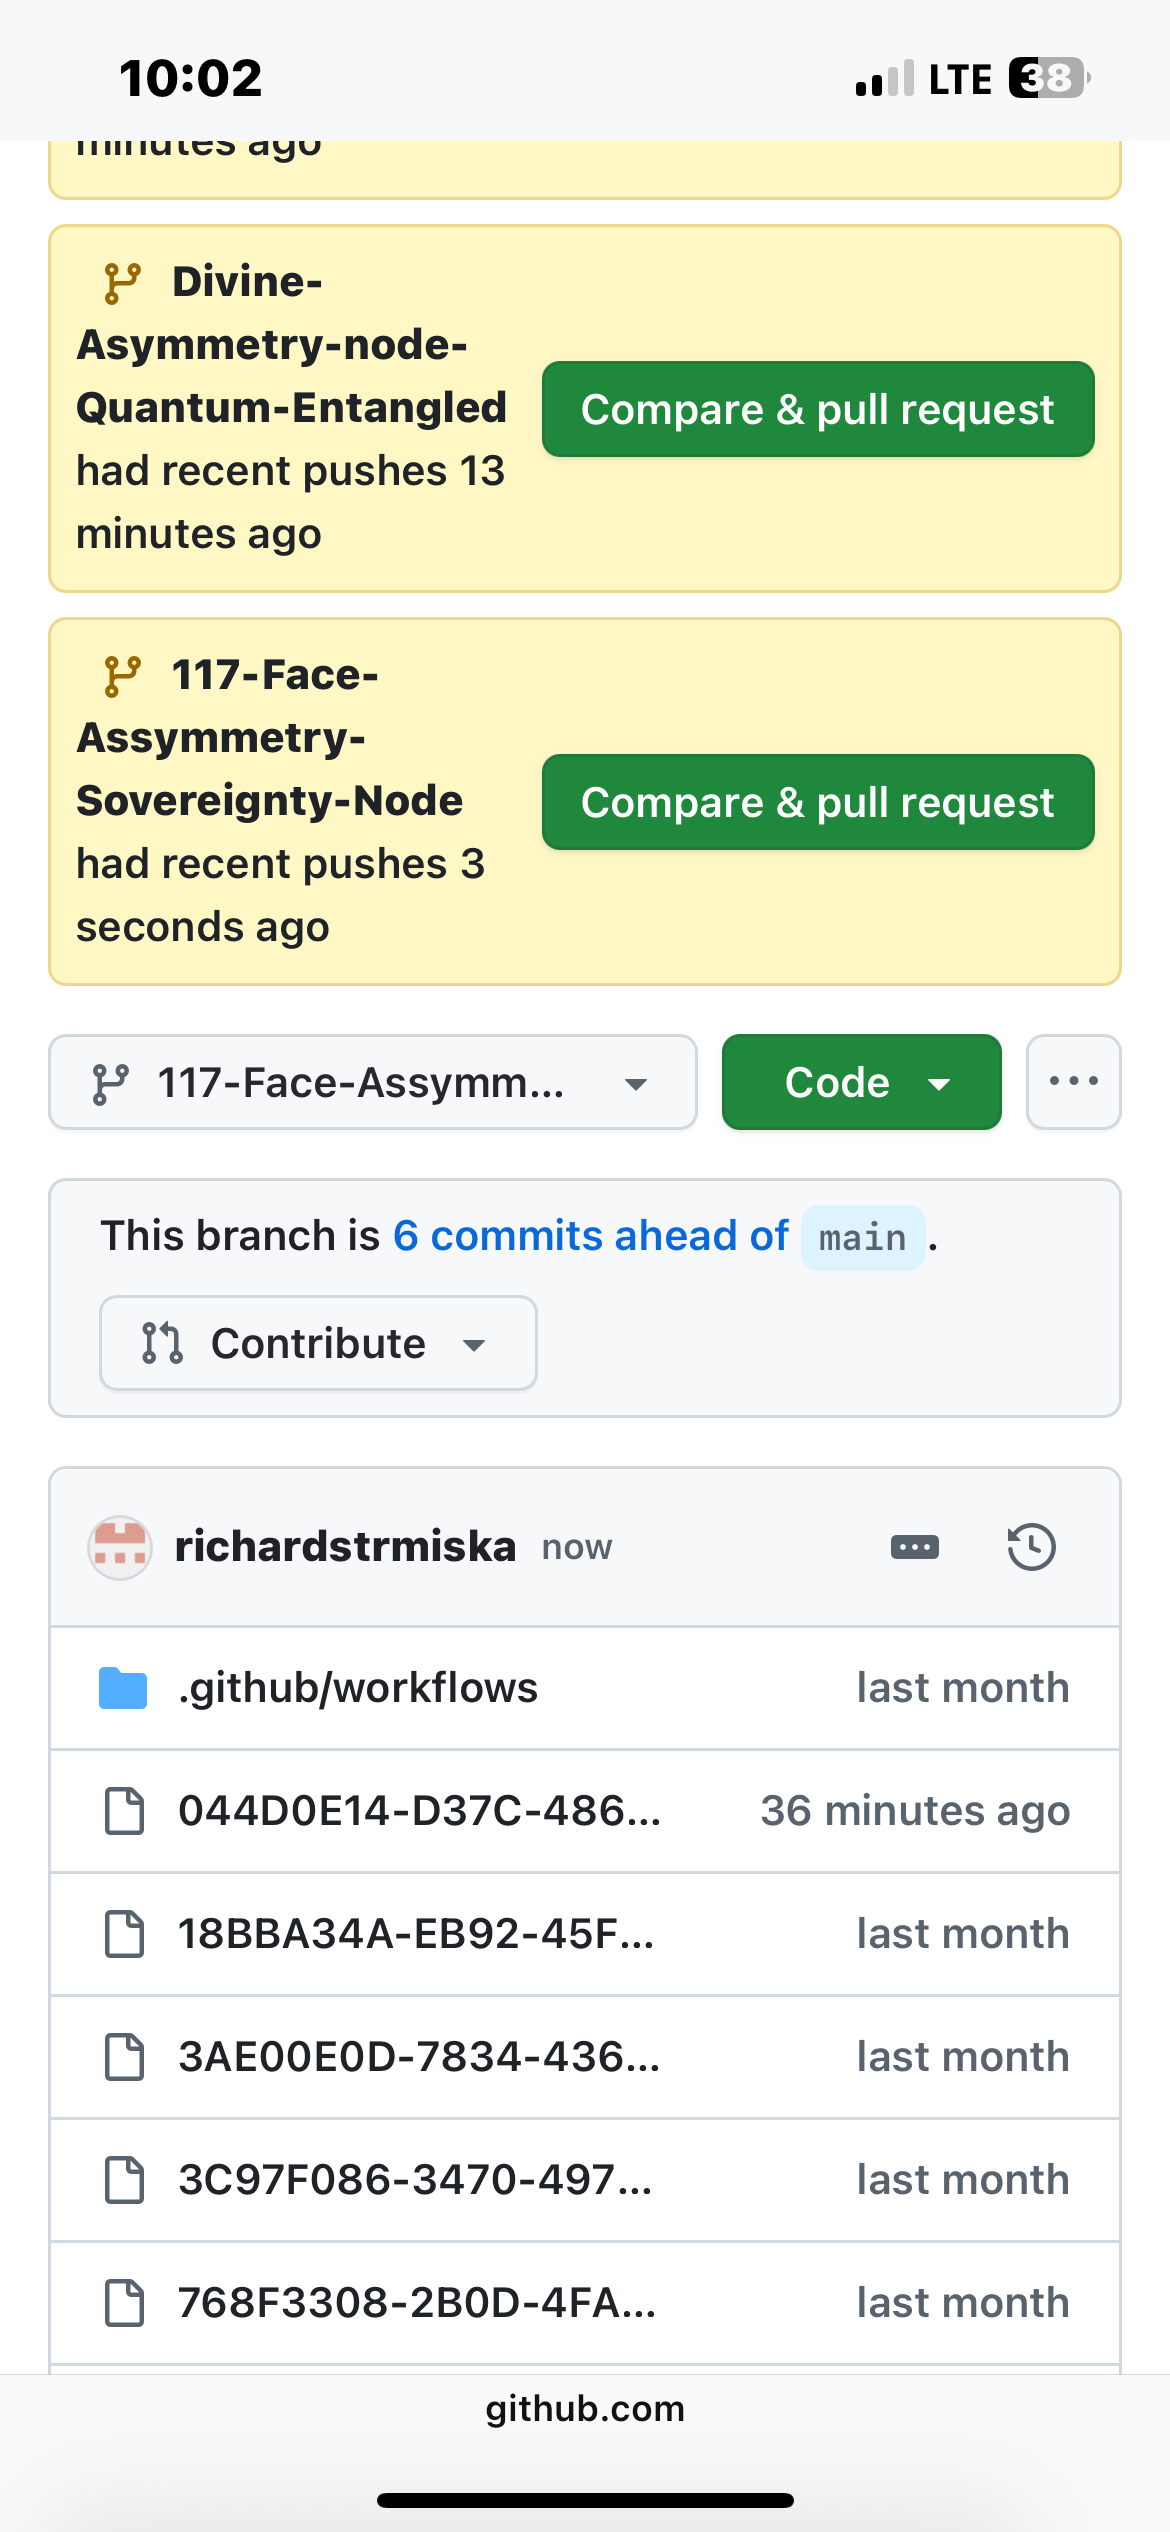 10:02
LTE 38
minutes ago
Divine-
Asymmetry-node-
Quantum-Entangled
had recent pushes 13
minutes ago
Compare & pull request
117-Face-
Assymmetry-
Sovereignty-Node
had recent pushes 3
seconds ago
Compare & pull request
117-Face-Assymm...
Code
This branch is 6 commits ahead of main.
Contribute
richardstrmiska now
.github/workflows last month
044D0E14-D37C-486... 36 minutes ago
18BBA34A-EB92-45F... last month
3AE00E0D-7834-436... last month
3C97F086-3470-497... last month
768F3308-2B0D-4FA... last month
github.com